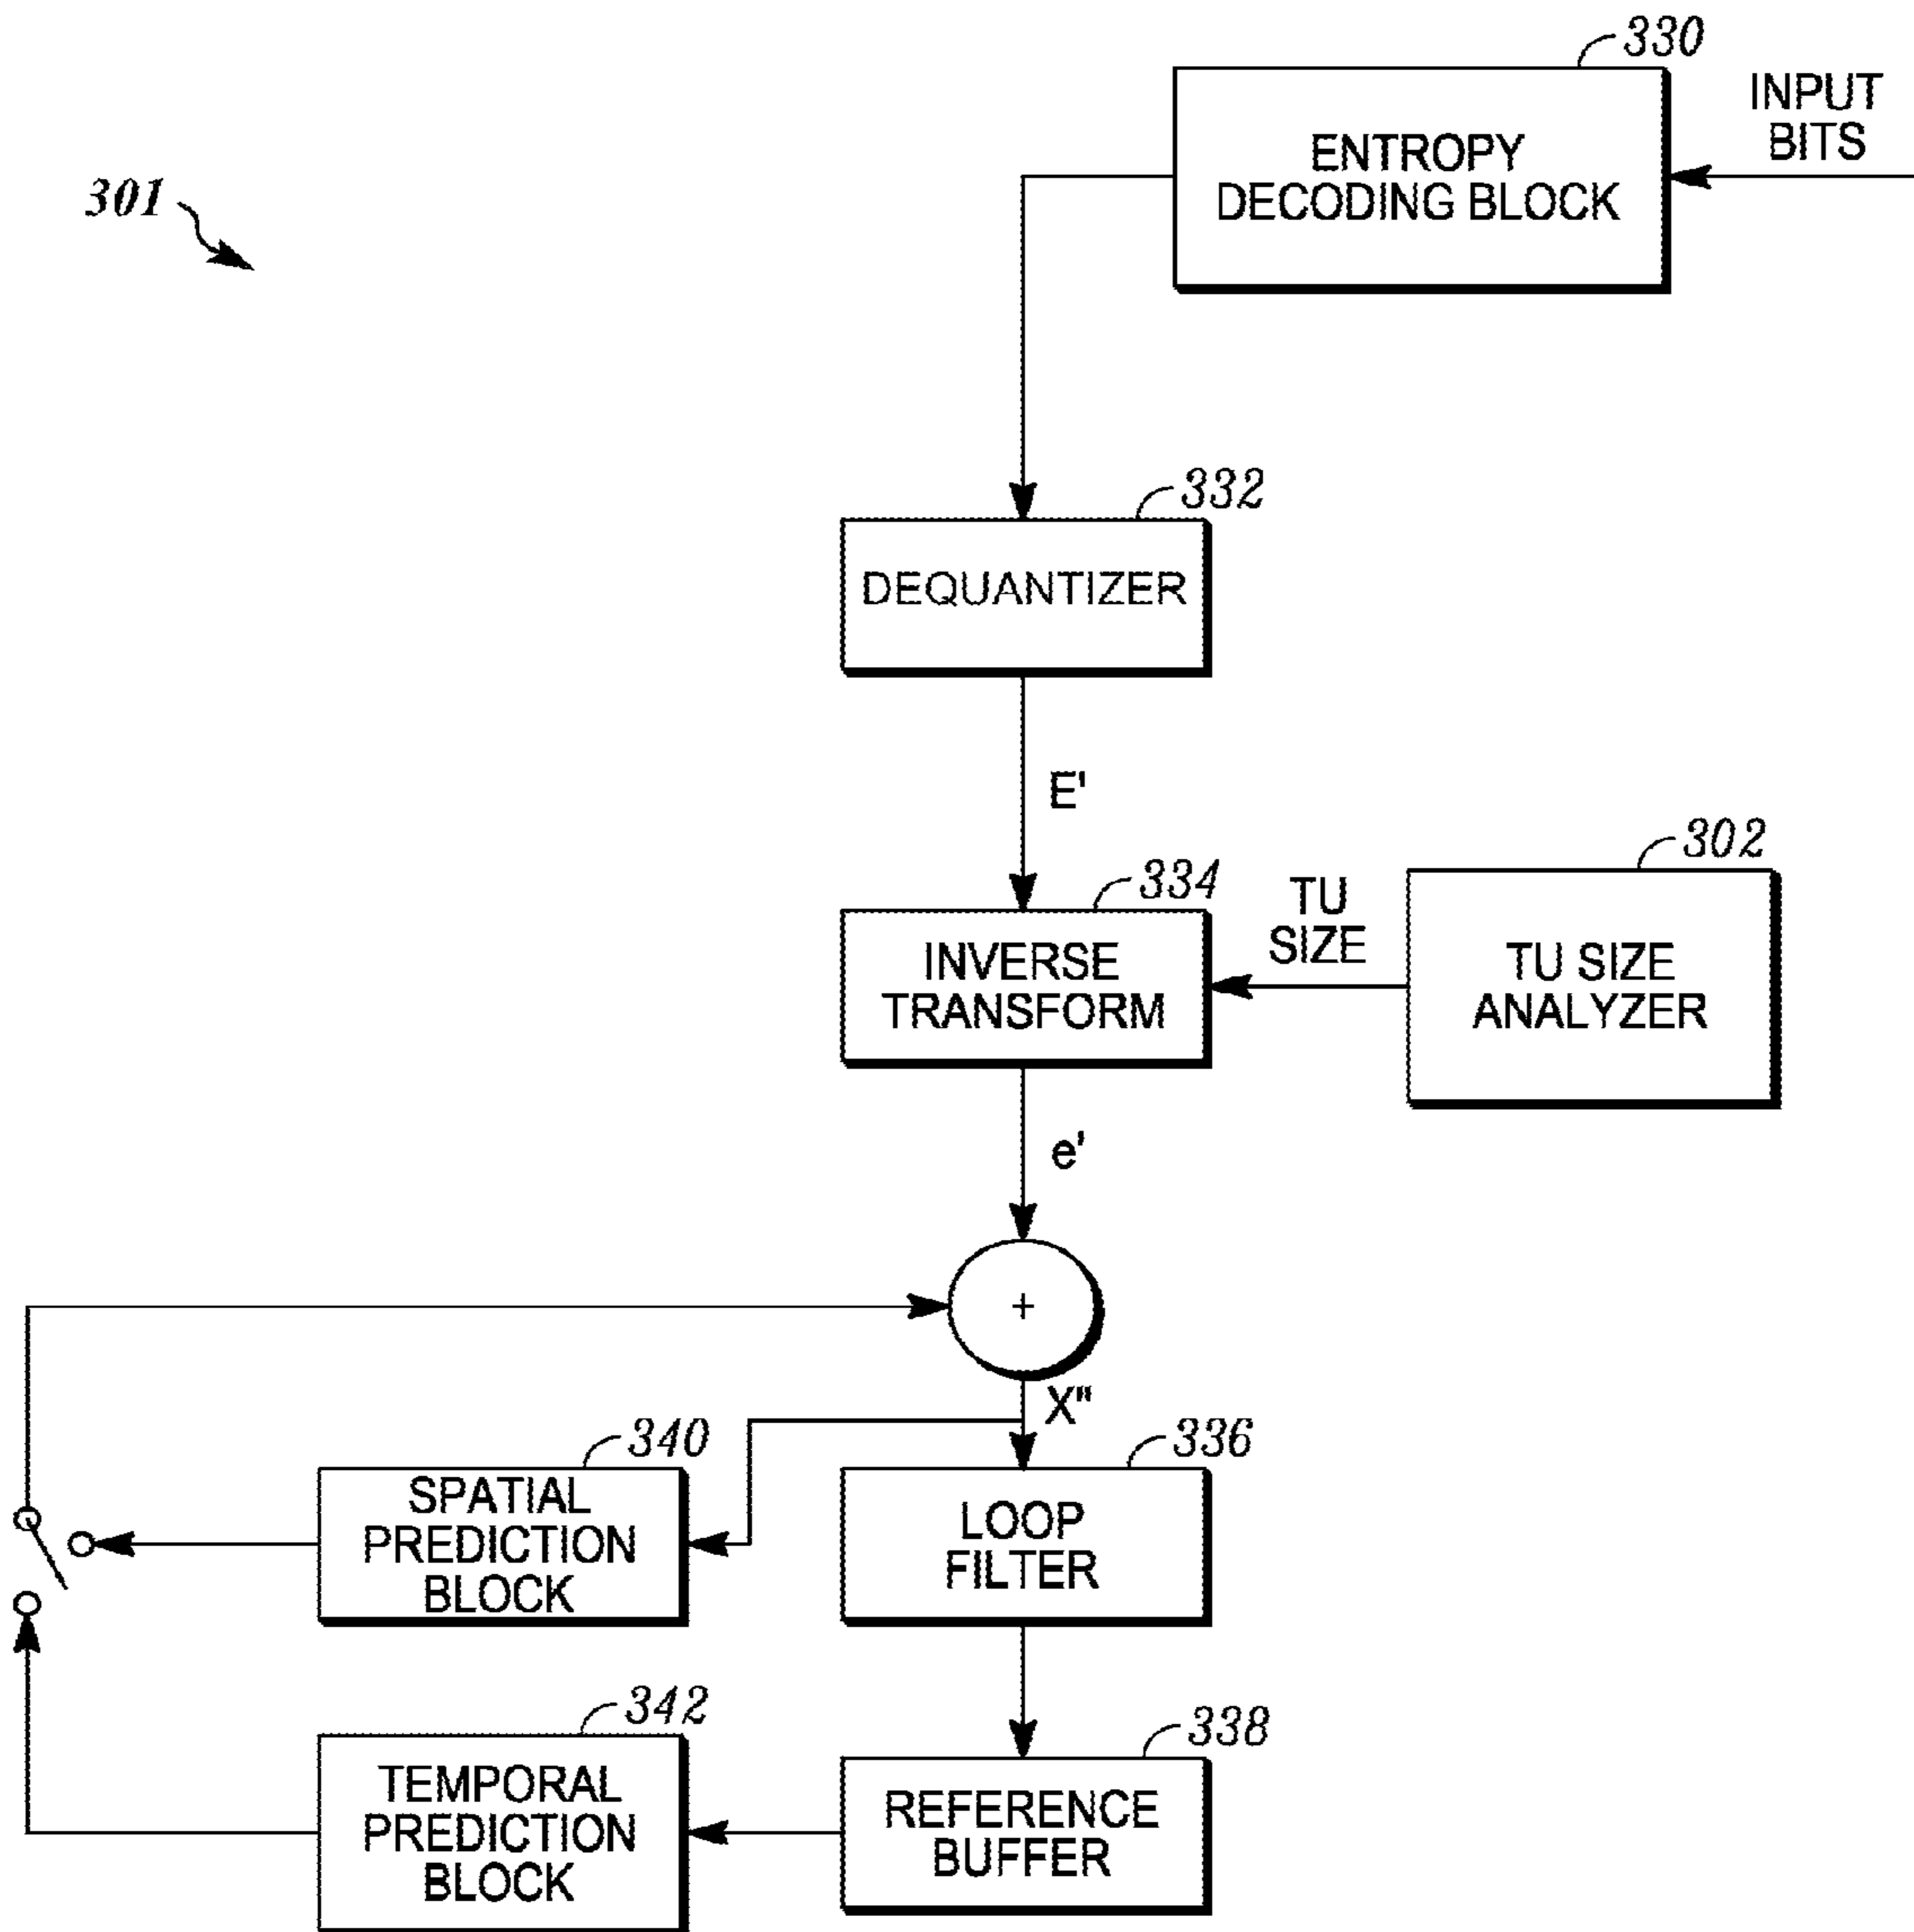 330
INPUT
BITS
ENTROPY
DECODING BLOCK
301
332
DEQUANTIZER
E'
302
334
TU
SIZE
INVERSE
TRANSFORM
TU SIZE
ANALYZER
e'
+
X"
340
336
SPATIAL
PREDICTION
BLOCK
LOOP
FILTER
342
338
TEMPORAL
PREDICTION
BLOCK
REFERENCE
BUFFER